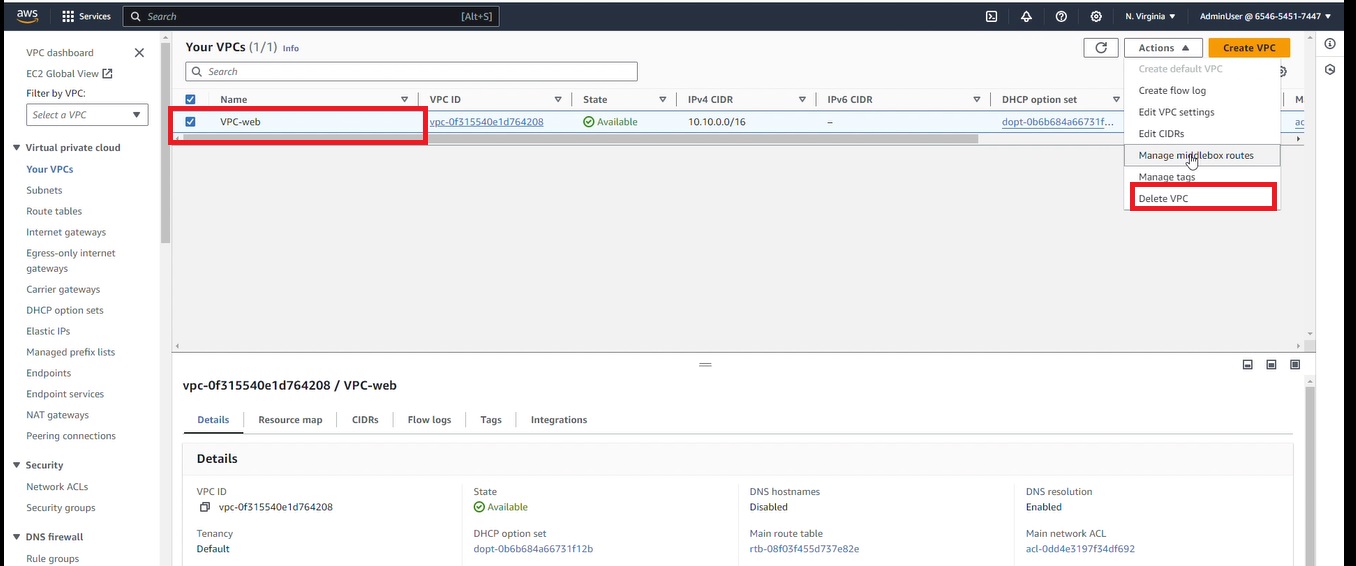 aws
Services
Search
[Alt+S]
N. Virginia
AdminUser @ 6546-5451-7447
VPC dashboard
EC2 Global View
Filter by VPC:
Select a VPC
Virtual private cloud
Your VPCs
Subnets
Route tables
Internet gateways
Egress-only internet
gateways
Carrier gateways
DHCP option sets
Elastic IPs
Managed prefix lists
Endpoints
Endpoint services
NAT gateways
Peering connections
Security
Network ACLs
Security groups
DNS firewall
Rule groups
Your VPCs (1/1) Info
Actions
Create VPC
Search
Create default VPC
Create flow log
Edit VPC settings
Edit CIDRs
Manage middlebox routes
Manage tags
Delete VPC
Name VPC ID State IPv4 CIDR IPv6 CIDR DHCP option set M
VPC-web vpc-0f315540e1d764208 Available 10.10.0.0/16 – dopt-0b6b684a66731f... ac
vpc-0f315540e1d764208 / VPC-web
Details Resource map CIDRs Flow logs Tags Integrations
Details
VPC ID
vpc-0f315540e1d764208
State
Available
DNS hostnames
Disabled
DNS resolution
Enabled
Tenancy
Default
DHCP option set
dopt-0b6b684a66731f12b
Main route table
rtb-08f03f455d737e82e
Main network ACL
acl-0dd4e3197f34df692